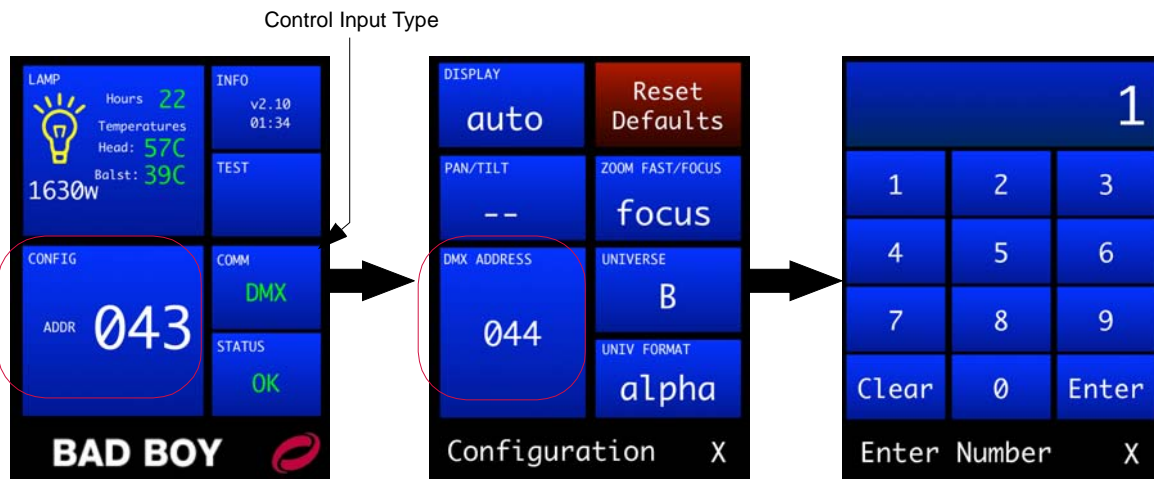 Control Input Type
LAMP
Hours 22
Temperatures
Head: 57C
Balst: 39C
1630w
INFO
v2.10
01:34
TEST
CONFIG
ADDR 043
COMM
DMX
STATUS
OK
BAD BOY
DISPLAY
auto
Reset
Defaults
PAN/TILT
--
ZOOM FAST/FOCUS
focus
DMX ADDRESS
044
UNIVERSE
B
UNIV FORMAT
alpha
Configuration X
1
1 2 3
4 5 6
7 8 9
Clear 0 Enter
Enter Number X